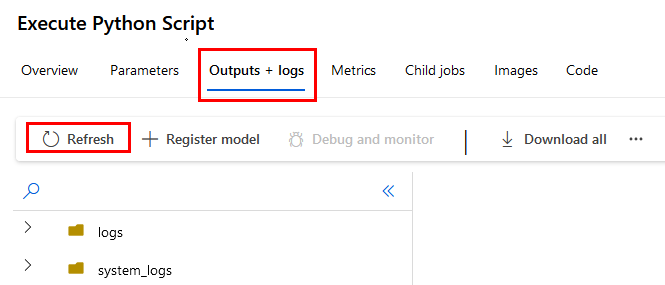 Execute Python Script
Overview Parameters Outputs + logs Metrics Child jobs Images Code
Refresh Register model Debug and monitor Download all
logs
system_logs